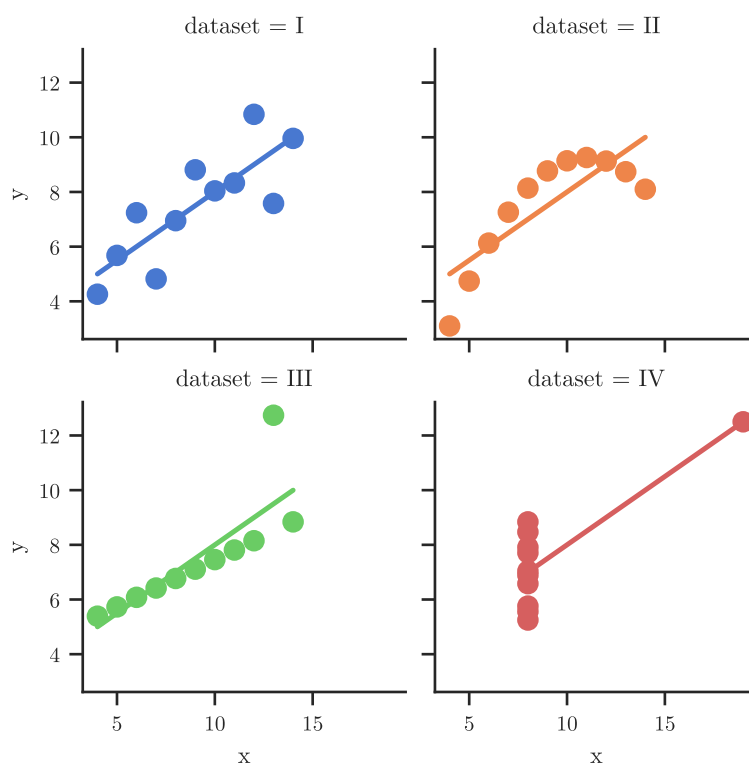 dataset = I
dataset = II
12
10
8
6
4
y
dataset = III
dataset = IV
12
10
8
6
4
y
5
10
15
5
10
15
x
x